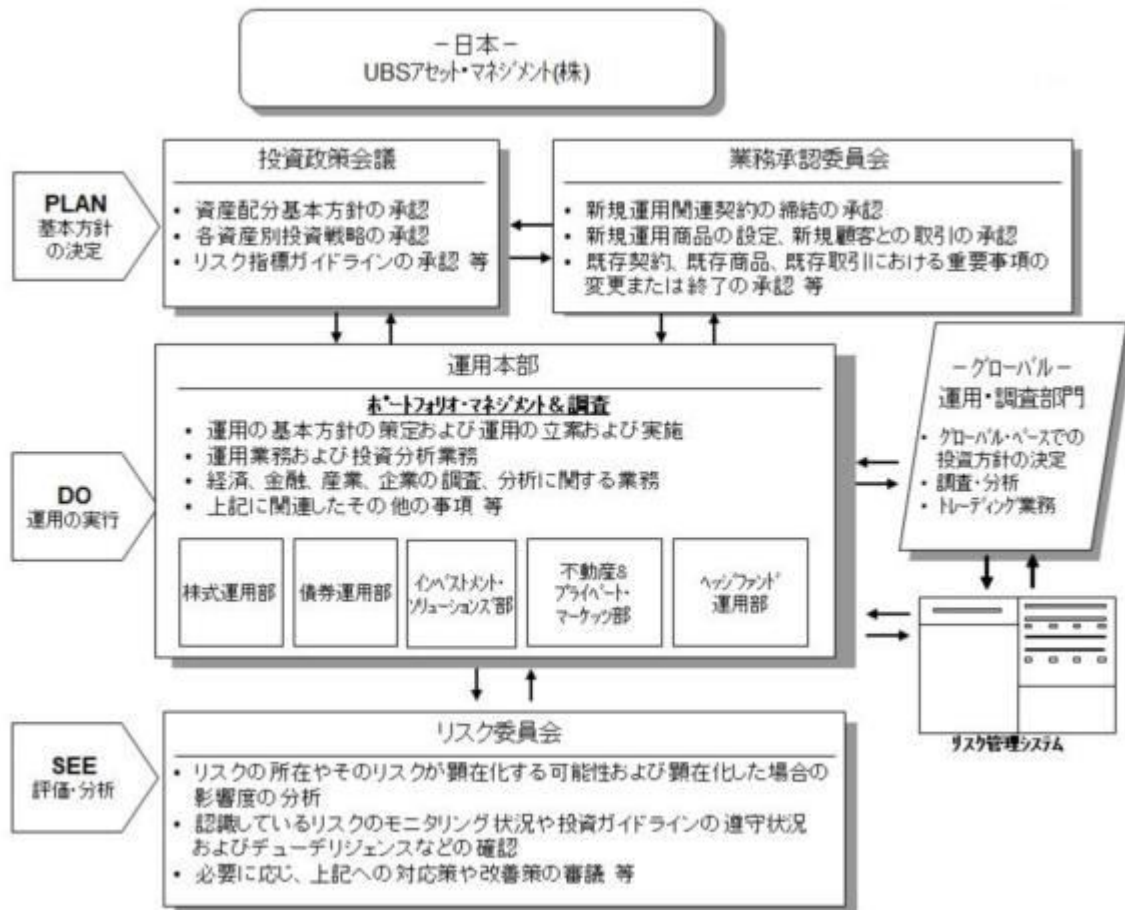 －日本－
UBSアセット・マネジメント(株)
PLAN
基本方針
の決定
投資政策会議
• 資産配分基本方針の承認
• 各資産別投資戦略の承認
• リスク指標ガイドラインの承認 等
業務承認委員会
• 新規運用関連契約の締結の承認
• 新規運用商品の設定、新規顧客との取引の承認
• 既存契約、既存商品、既存取引における重要事項の
変更または終了の承認 等
DO
運用の実行
運用本部
ポートフォリオ・マネジメント＆調査
• 運用の基本方針の策定および運用の立案および実施
• 運用業務および投資分析業務
• 経済、金融、産業、企業の調査、分析に関する業務
• 上記に関連したその他の事項 等
株式運用部
債券運用部
インベストメント・
ソリューションズ部
不動産&
プライベート・
マーケッツ部
ヘッジファンド
運用部
－グローバル－
運用・調査部門
• グローバル・ベースでの
投資方針の決定
• 調査・分析
• トレーディング業務
リスク管理システム
SEE
評価・分析
リスク委員会
• リスクの所在やそのリスクが顕在化する可能性および顕在化した場合の
影響度の分析
• 認識しているリスクのモニタリング状況や投資ガイドラインの遵守状況
およびデューデリジェンスなどの確認
• 必要に応じ、上記への対応策や改善策の審議 等